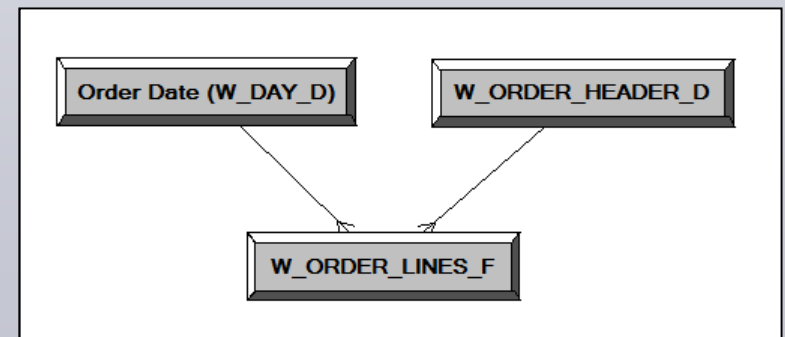 Order Date (W_DAY_D)
W_ORDER_HEADER_D
W_ORDER_LINES_F